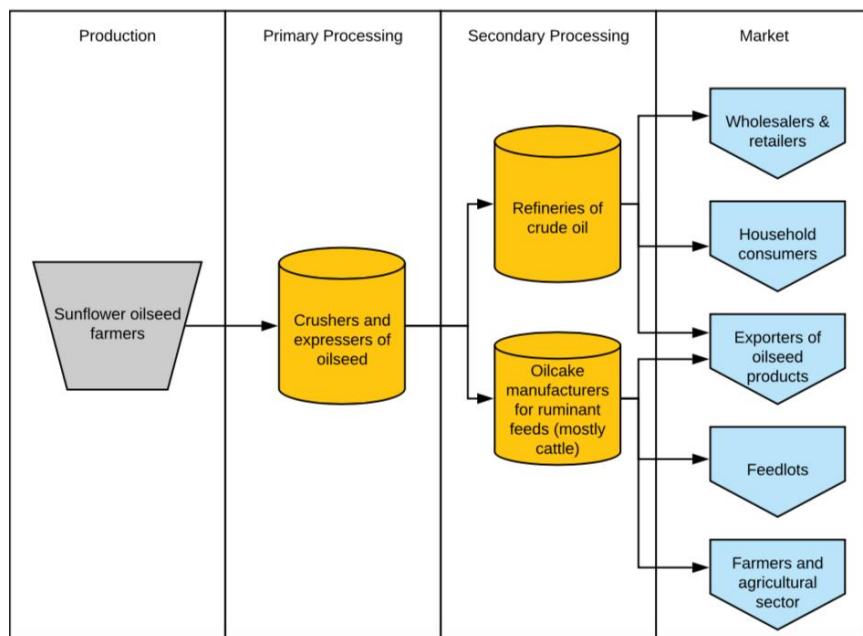 Production
Primary Processing
Secondary Processing
Market
Sunflower oilseed
farmers
Crushers and
expressers of
oilseed
Refineries of
crude oil
Oilcake
manufacturers
for ruminant
feeds (mostly
cattle)
Wholesalers &
retailers
Household
consumers
Exporters of
oilseed
products
Feedlots
Farmers and
agricultural
sector